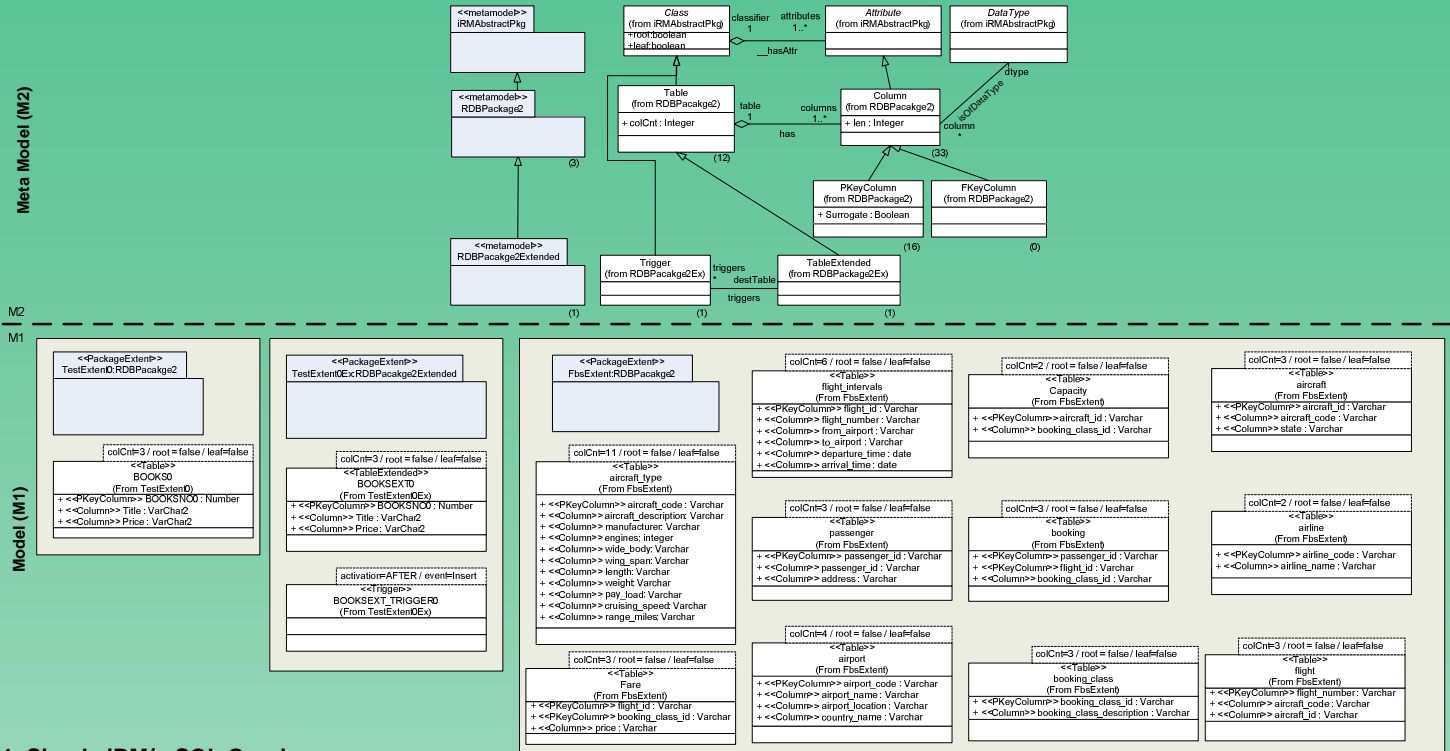 Meta Model (M2)
<<metamodel>>
iRMAbstractPkg
<<metamodel>>
RDBPackage2
(3)
<<metamodel>>
RDBPacakge2Extended
(1)
Class
(from iRMAbstractPkg)
+root:boolean
+leaf:boolean
classifier
1
attributes
1..*
__hasAttr
Attribute
(from iRMAbstractPkg)
DataType
(from iRMAbstractPkg)
dtype
isOfDataType
column
*
Table
(from RDBPacakge2)
+ colCnt : Integer
(12)
table
1
columns
1..*
has
Column
(from RDBPacakge2)
+ len : Integer
(33)
PKeyColumn
(from RDBPackage2)
+ Surrogate : Boolean
(16)
FKeyColumn
(from RDBPackage2)
(0)
Trigger
(from RDBPacakge2Ex)
(1)
triggers
*
destTable
triggers
TableExtended
(from RDBPackage2Ex)
(1)
M2
M1
Model (M1)
<<PackageExtent>>
TestExtent0:RDBPacakge2
colCnt=3 / root = false / leaf=false
<<Table>>
BOOKS0
(From TestExtent0)
+ <<PKeyColumn>> BOOKSNO0 : Number
+ <<Column>> Title : VarChar2
+ <<Column>> Price : VarChar2
<<PackageExtent>>
TestExtent0Ex:RDBPacakge2Extended
colCnt=3 / root = false / leaf=false
<<TableExtended>>
BOOKSEXT0
(From TestExtent0Ex)
+ <<PKeyColumn>> BOOKSNO0 : Number
+ <<Column>> Title : VarChar2
+ <<Column>> Price : VarChar2
activation=AFTER / event=Insert
<<Trigger>>
BOOKSEXT_TRIGGER0
(From TestExtent0Ex)
<<PackageExtent>>
FbsExtent:RDBPacakge2
colCnt=11 / root = false / leaf=false
<<Table>>
aircraft_type
(From FbsExtent)
+ <<PKeyColumn>> aircraft_code : Varchar
+ <<Column>> aircraft_description: Varchar
+ <<Column>> manufacturer: Varchar
+ <<Column>> engines: integer
+ <<Column>> wide_body: Varchar
+ <<Column>> wing_span: Varchar
+ <<Column>> length: Varchar
+ <<Column>> weight: Varchar
+ <<Column>> pay_load: Varchar
+ <<Column>> cruising_speed: Varchar
+ <<Column>> range_miles: Varchar
colCnt=3 / root = false / leaf=false
<<Table>>
Fare
(From FbsExtent)
+ <<PKeyColumn>> flight_id : Varchar
+ <<PKeyColumn>> booking_class_id : Varchar
+ <<Column>> price : Varchar
colCnt=6 / root = false / leaf=false
<<Table>>
flight_intervals
(From FbsExtent)
+ <<PKeyColumn>> flight_id : Varchar
+ <<Column>> flight_number : Varchar
+ <<Column>> from_airport : Varchar
+ <<Column>> to_airport : Varchar
+ <<Column>> departure_time : date
+ <<Column>> arrival_time : date
colCnt=3 / root = false / leaf=false
<<Table>>
passenger
(From FbsExtent)
+ <<PKeyColumn>> passenger_id : Varchar
+ <<Column>> passenger_id : Varchar
+ <<Column>> address : Varchar
colCnt=4 / root = false / leaf=false
<<Table>>
airport
(From FbsExtent)
+ <<PKeyColumn>> airport_code : Varchar
+ <<Column>> airport_name : Varchar
+ <<Column>> airport_location : Varchar
+ <<Column>> country_name : Varchar
colCnt=2 / root = false / leaf=false
<<Table>>
Capacity
(From FbsExtent)
+ <<PKeyColumn>> aircraft_id : Varchar
+ <<Column>> booking_class_id : Varchar
colCnt=3 / root = false / leaf=false
<<Table>>
booking
(From FbsExtent)
+ <<PKeyColumn>> passenger_id : Varchar
+ <<PKeyColumn>> flight_id : Varchar
+ <<Column>> booking_class_id : Varchar
colCnt=3 / root = false / leaf=false
<<Table>>
booking_class
(From FbsExtent)
+ <<PKeyColumn>> booking_class_id : Varchar
+ <<Column>> booking_class_description : Varchar
colCnt=3 / root = false / leaf=false
<<Table>>
aircraft
(From FbsExtent)
+ <<PKeyColumn>> aircraft_id : Varchar
+ <<Column>> aircraft_code : Varchar
+ <<Column>> state : Varchar
colCnt=2 / root = false / leaf=false
<<Table>>
airline
(From FbsExtent)
+ <<PKeyColumn>> airline_code : Varchar
+ <<Column>> airline_name : Varchar
colCnt=3 / root = false / leaf=false
<<Table>>
flight
(From FbsExtent)
+ <<PKeyColumn>> flight_number : Varchar
+ <<Column>> aircraft_code : Varchar
+ <<Column>> aircraft_id : Varchar